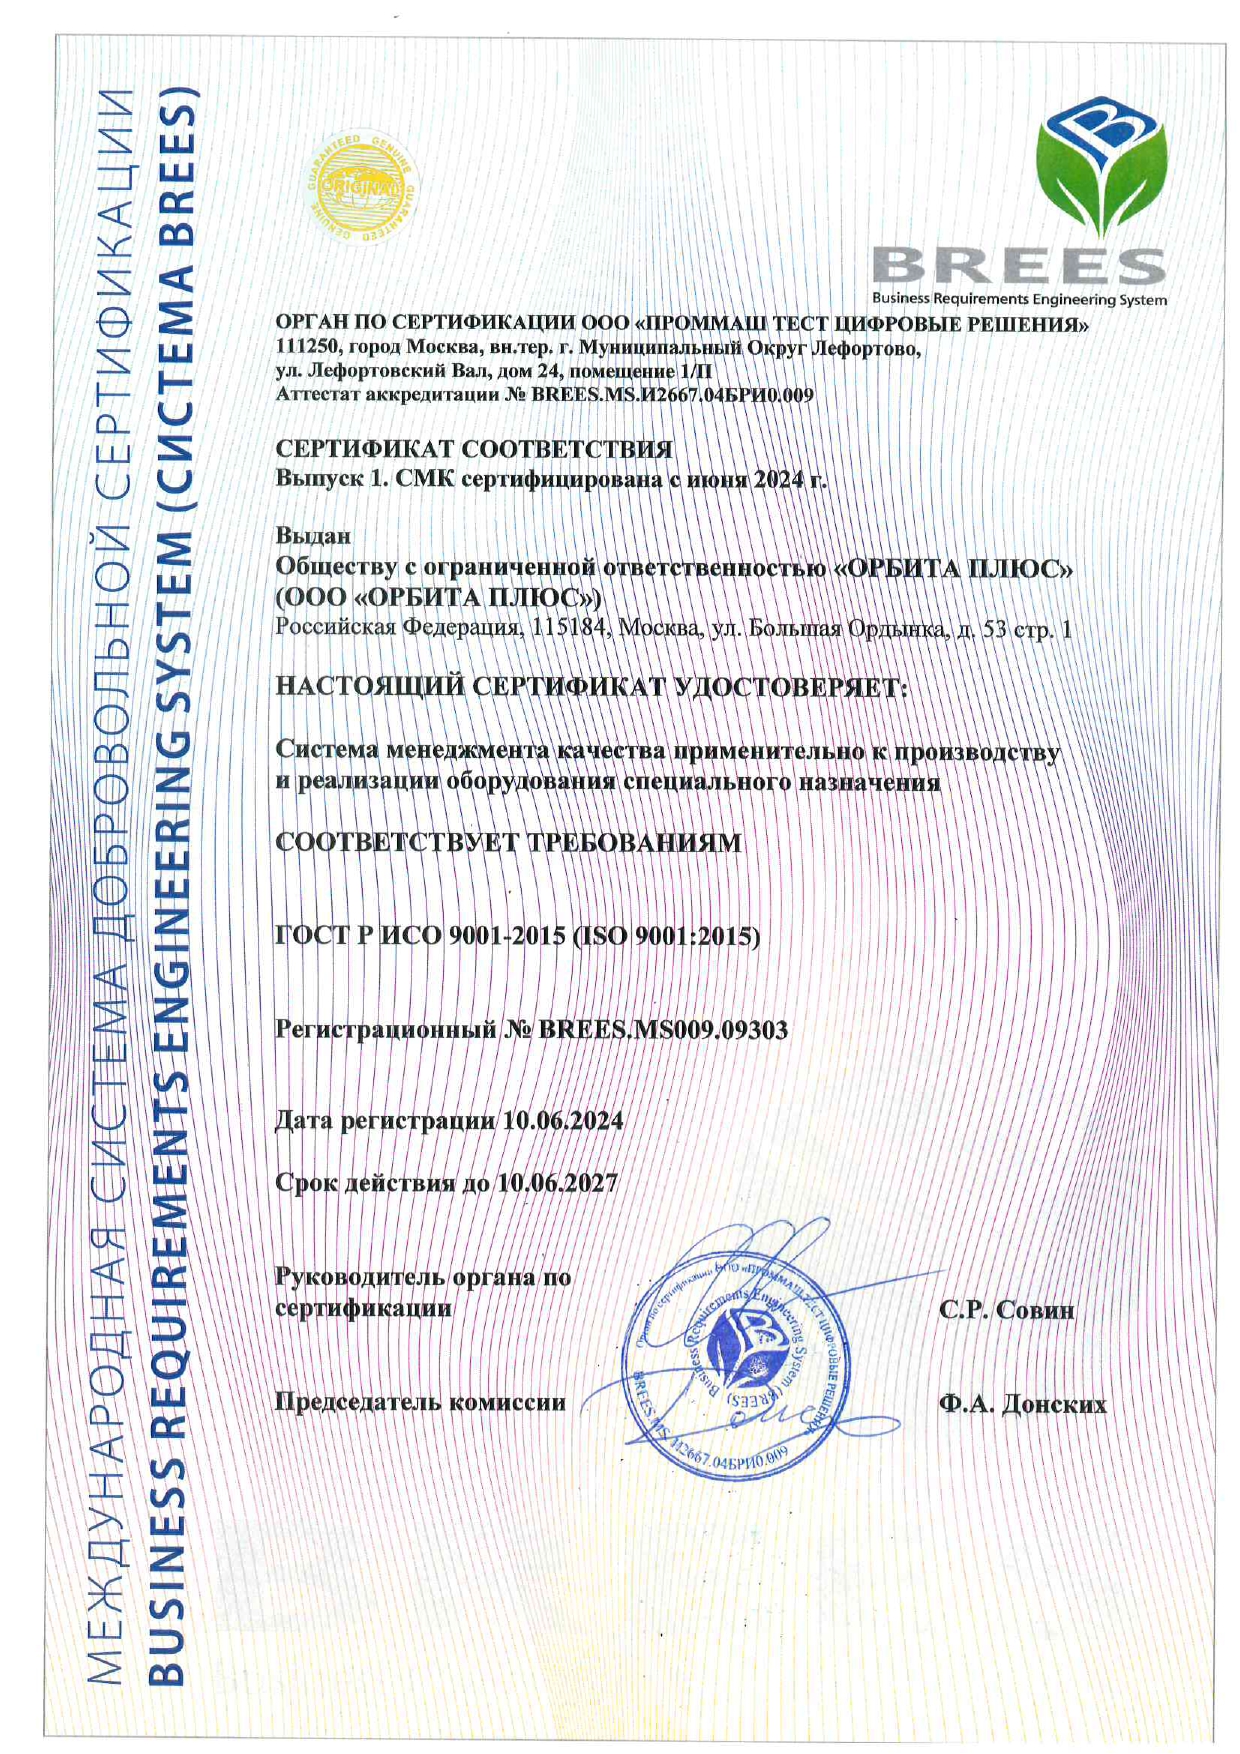 МЕЖДУНАРОДНАЯ СИСТЕМА ДОБРОВОЛЬНОЙ СЕРТИФИКАЦИИ
BUSINESS REQUIREMENTS ENGINEERING SYSTEM (СИСТЕМА BREES)
GUARANTEED GENUINE GUARANTEED GENUINE
ORIGINAL
B
BREES
Business Requirements Engineering System
ОРГАН ПО СЕРТИФИКАЦИИ ООО «ПРОММАШ ТЕСТ ЦИФРОВЫЕ РЕШЕНИЯ»
111250, город Москва, вн.тер. г. Муниципальный Округ Лефортово,
ул. Лефортовский Вал, дом 24, помещение 1/П
Аттестат аккредитации № BREES.MS.И2667.04БРИ0.009
СЕРТИФИКАТ СООТВЕТСТВИЯ
Выпуск 1. СМК сертифицирована с июня 2024 г.
Выдан
Обществу с ограниченной ответственностью «ОРБИТА ПЛЮС»
(ООО «ОРБИТА ПЛЮС»)
Российская Федерация, 115184, Москва, ул. Большая Ордынка, д. 53 стр. 1
НАСТОЯЩИЙ СЕРТИФИКАТ УДОСТОВЕРЯЕТ:
Система менеджмента качества применительно к производству
и реализации оборудования специального назначения
СООТВЕТСТВУЕТ ТРЕБОВАНИЯМ
ГОСТ Р ИСО 9001-2015 (ISO 9001:2015)
Регистрационный № BREES.MS009.09303
Дата регистрации 10.06.2024
Срок действия до 10.06.2027
Руководитель органа по
сертификации
С.Р. Совин
Председатель комиссии
Ф.А. Донских
Орган по сертификации ООО «ПРОММАШ ТЕСТ ЦИФРОВЫЕ РЕШЕНИЯ»
BREES.MS.И2667.04БРИ0.009
Business Requirements Engineering System (BREES)